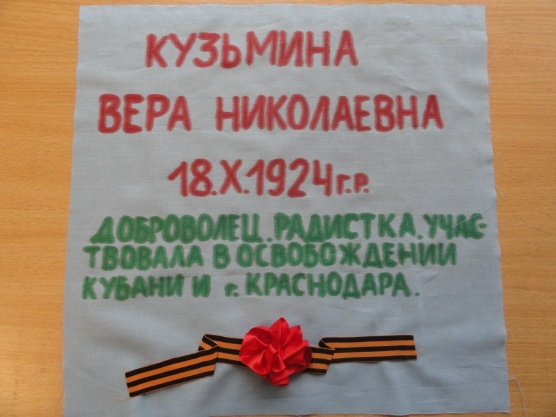 КУЗЬМИНА
ВЕРА НИКОЛАЕВНА
18.X.1924г.р.
ДОБРОВОЛЕЦ. РАДИСТКА. УЧАС-
ТВОВАЛА В ОСВОБОЖДЕНИИ
КУБАНИ И г. КРАСНОДАРА.